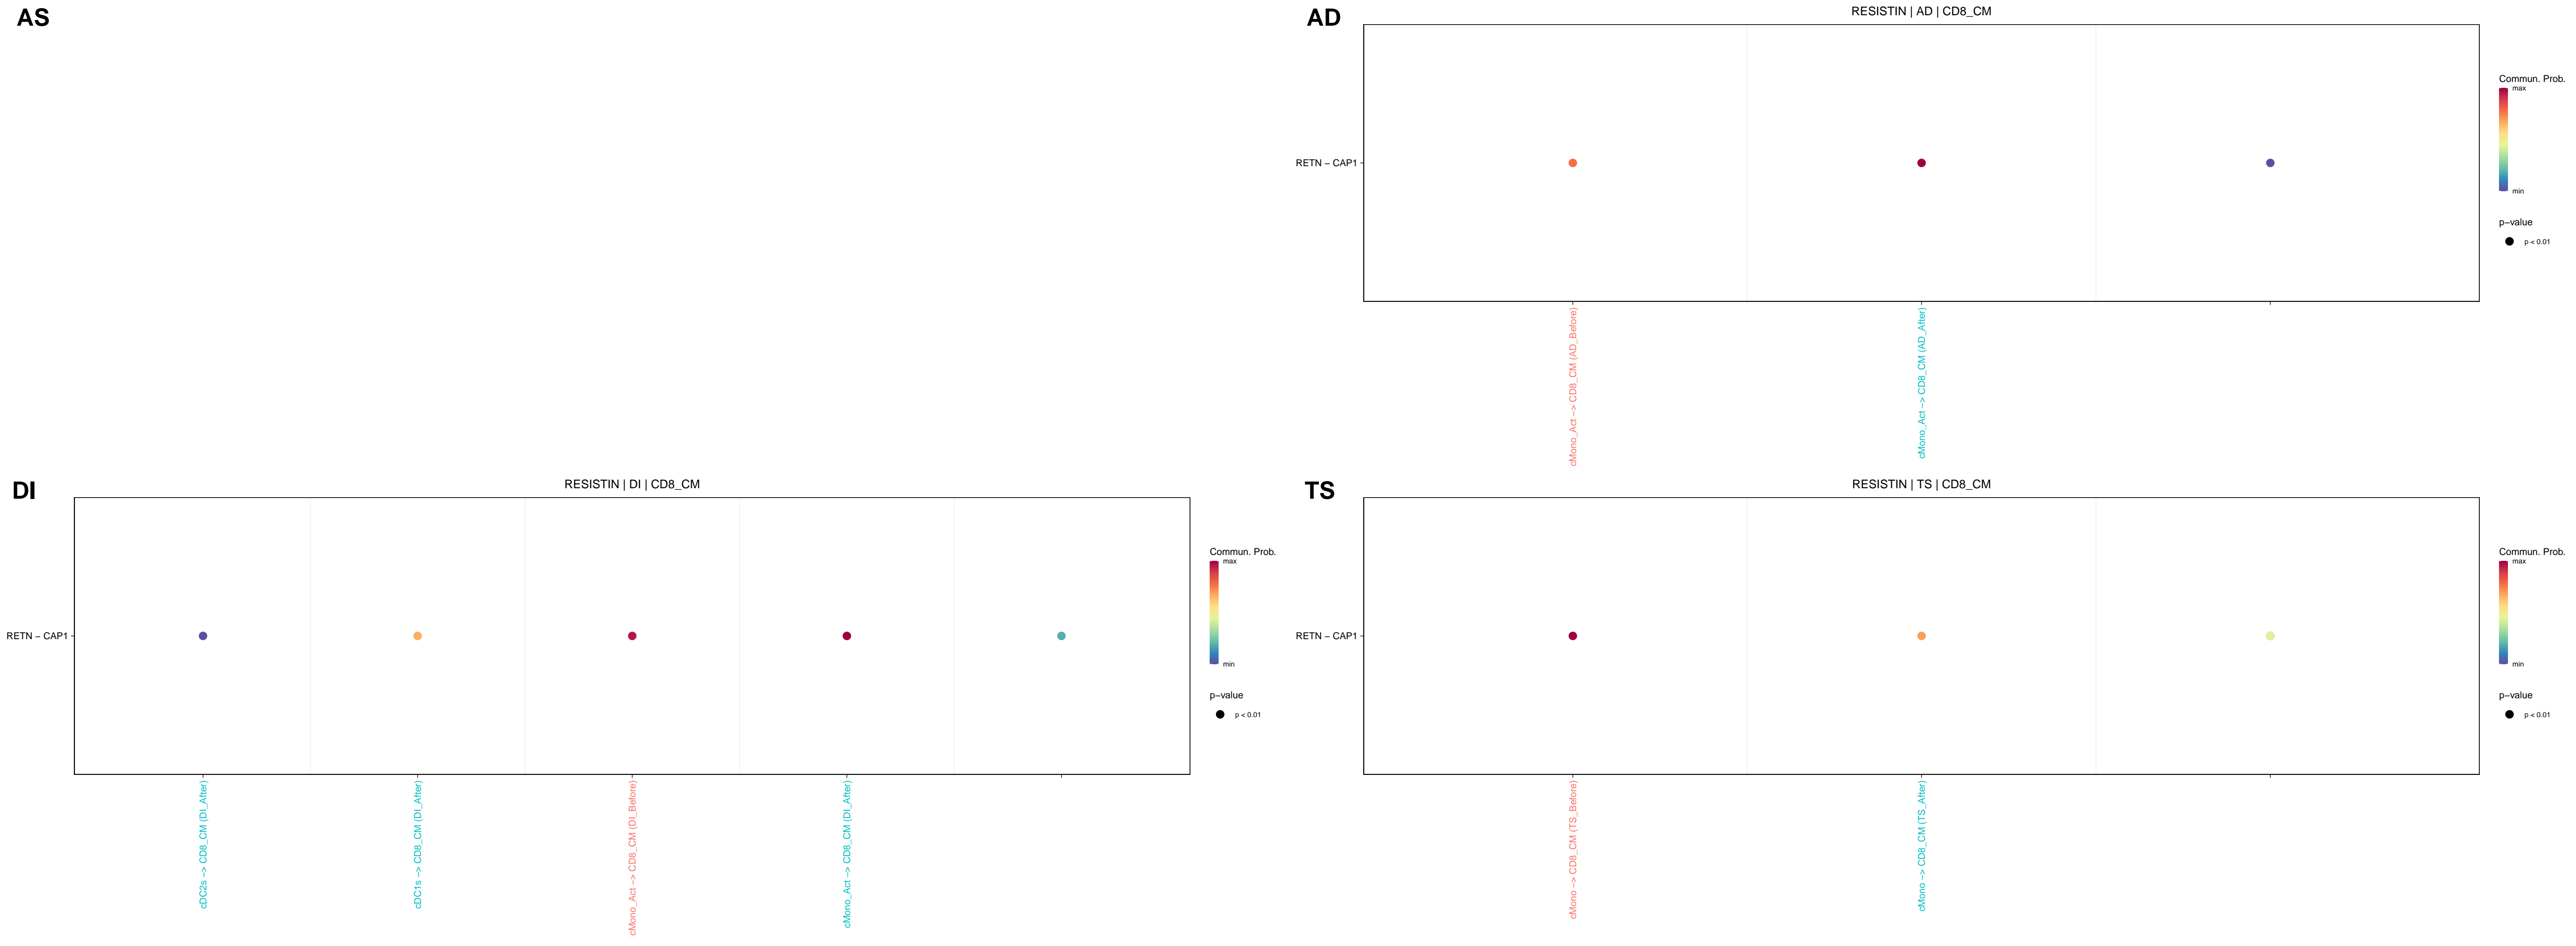 AS
AD
RESISTIN | AD | CD8_CM
RETN − CAP1
Commun. Prob.
max
min
p−value
p < 0.01
cMono_Act −> CD8_CM (AD_Before)
cMono_Act −> CD8_CM (AD_After)
DI
RESISTIN | DI | CD8_CM
RETN − CAP1
Commun. Prob.
max
min
p−value
p < 0.01
cDC2s −> CD8_CM (DI_After)
cDC1s −> CD8_CM (DI_After)
cMono_Act −> CD8_CM (DI_Before)
cMono_Act −> CD8_CM (DI_After)
TS
RESISTIN | TS | CD8_CM
RETN − CAP1
Commun. Prob.
max
min
p−value
p < 0.01
cMono −> CD8_CM (TS_Before)
cMono −> CD8_CM (TS_After)